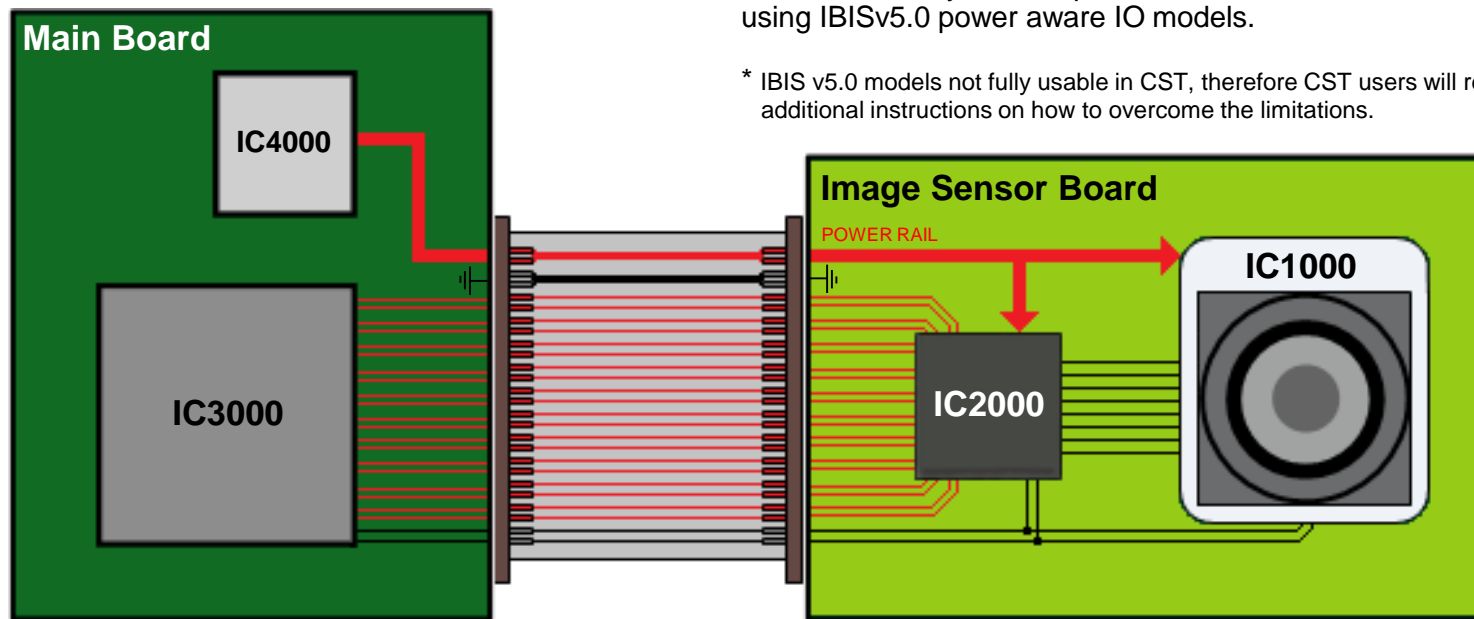 using IBISv5.0 power aware IO models.
* IBIS v5.0 models not fully usable in CST, therefore CST users will
additional instructions on how to overcome the limitations.
Main Board
IC4000
Image Sensor Board
POWER RAIL
IC1000
IC3000
IC2000